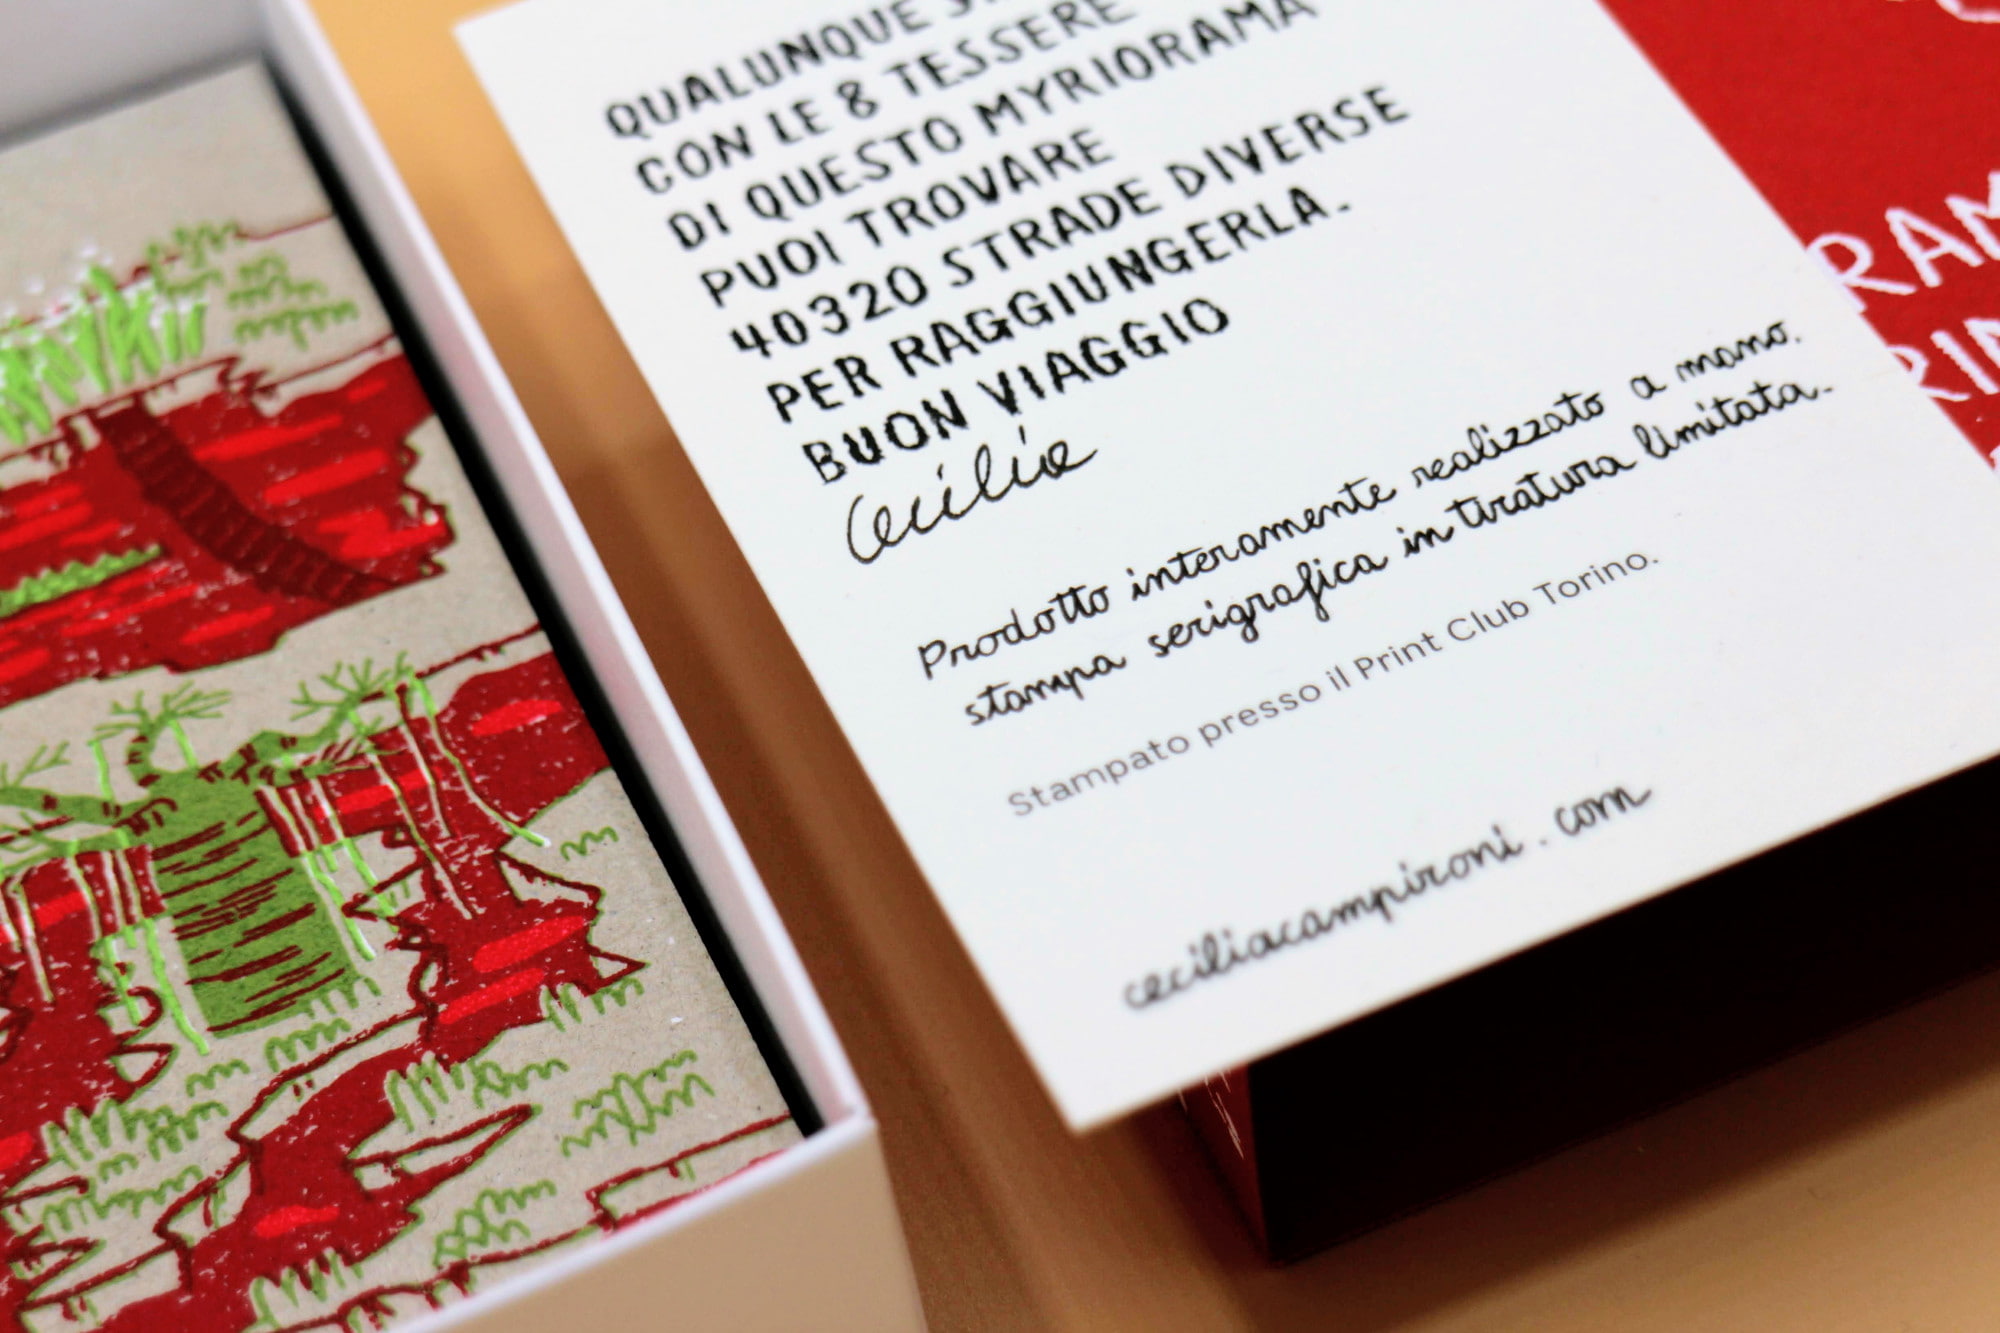 QUALUNQUE
CON LE 8 TESSERE
DI QUESTO MYRIORAMA
PUOI TROVARE
40320 STRADE DIVERSE
PER RAGGIUNGERLA.
BUON VIAGGIO
Cecilia
Prodotto interamente realizzato a mano,
stampa serigrafica in tiratura limitata.
Stampato presso il Print Club Torino.
ceciliacampironi.com